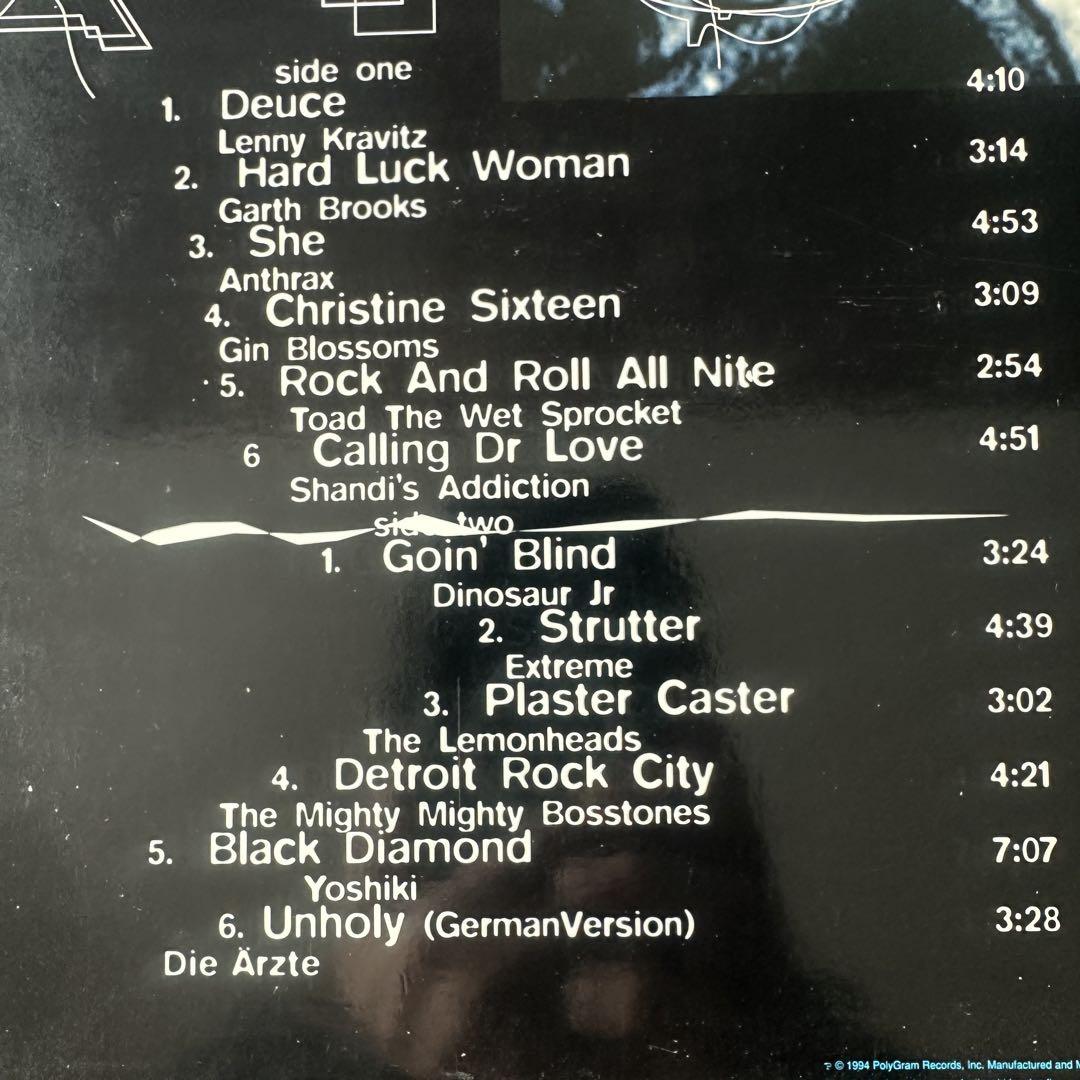 side one
1. Deuce 4:10
Lenny Kravitz
2. Hard Luck Woman 3:14
Garth Brooks
3. She 4:53
Anthrax
4. Christine Sixteen 3:09
Gin Blossoms
5. Rock And Roll All Nite 2:54
Toad The Wet Sprocket
6 Calling Dr Love 4:51
Shandi's Addiction
side two
1. Goin' Blind 3:24
Dinosaur Jr
2. Strutter 4:39
Extreme
3. Plaster Caster 3:02
The Lemonheads
4. Detroit Rock City 4:21
The Mighty Mighty Bosstones
5. Black Diamond 7:07
Yoshiki
6. Unholy (GermanVersion) 3:28
Die Ärzte
℗ © 1994 PolyGram Records, Inc. Manufactured and